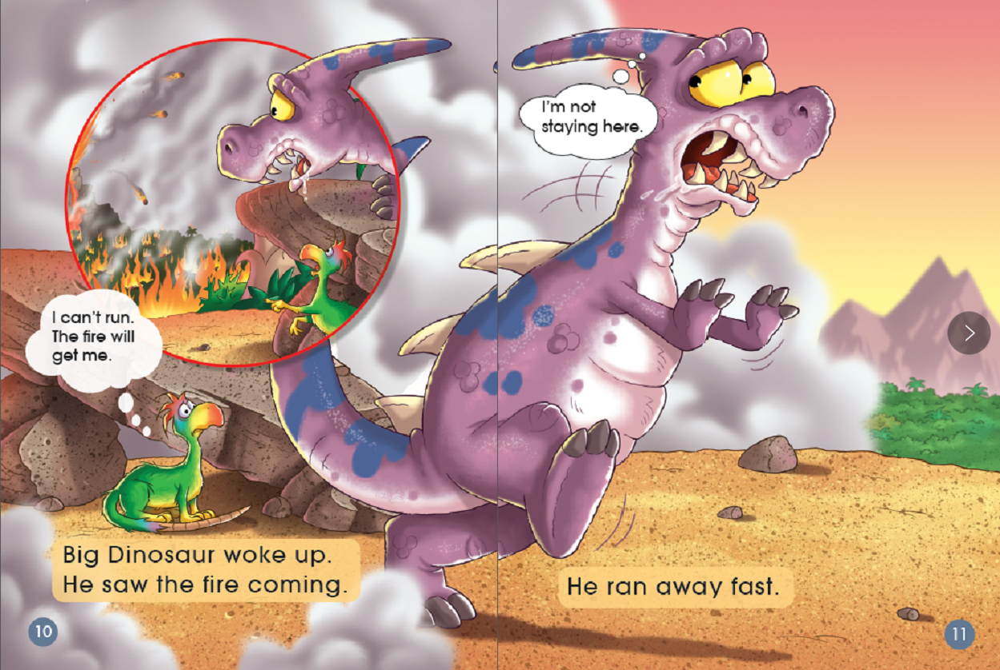 I can't run.
The fire will
get me.
Big Dinosaur woke up.
He saw the fire coming.
10
I'm not
staying here.
He ran away fast.
11